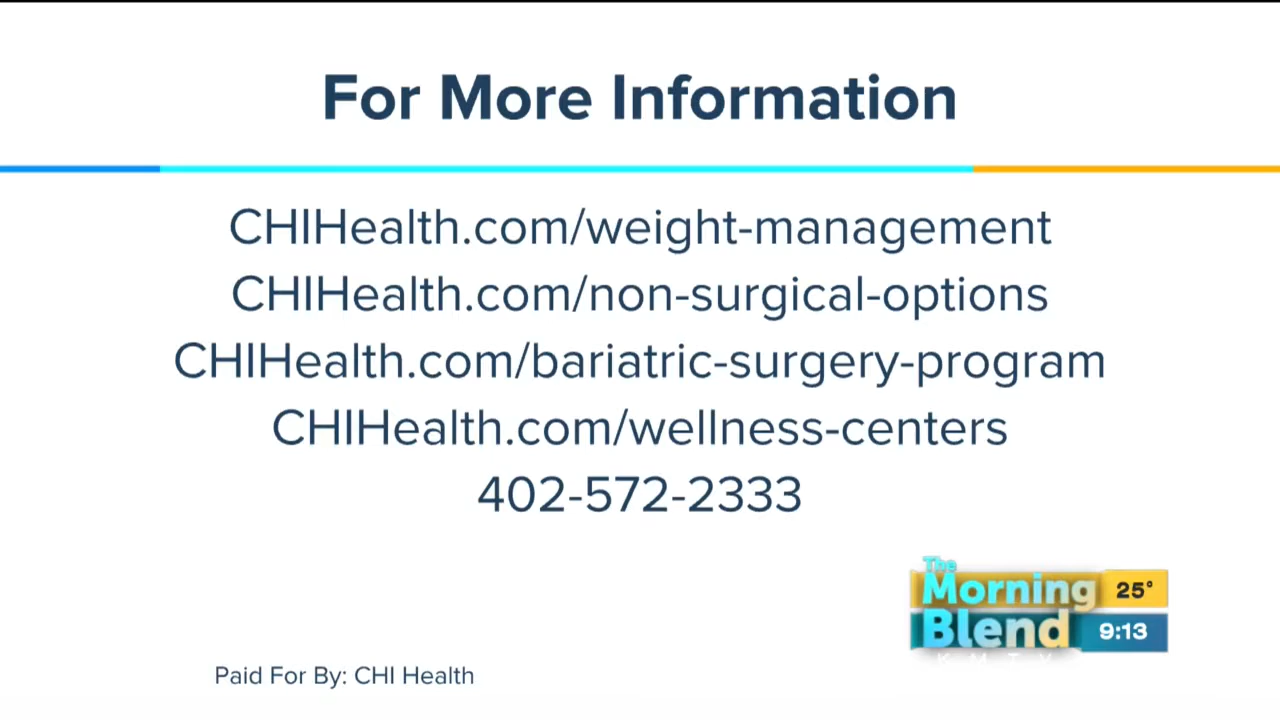 For More Information
CHIHealth.com/weight-management
CHIHealth.com/non-surgical-options
CHIHealth.com/bariatric-surgery-program
CHIHealth.com/wellness-centers
402-572-2333
The
Morning
25°
Blend
9:13
KMTV
Paid For By: CHI Health